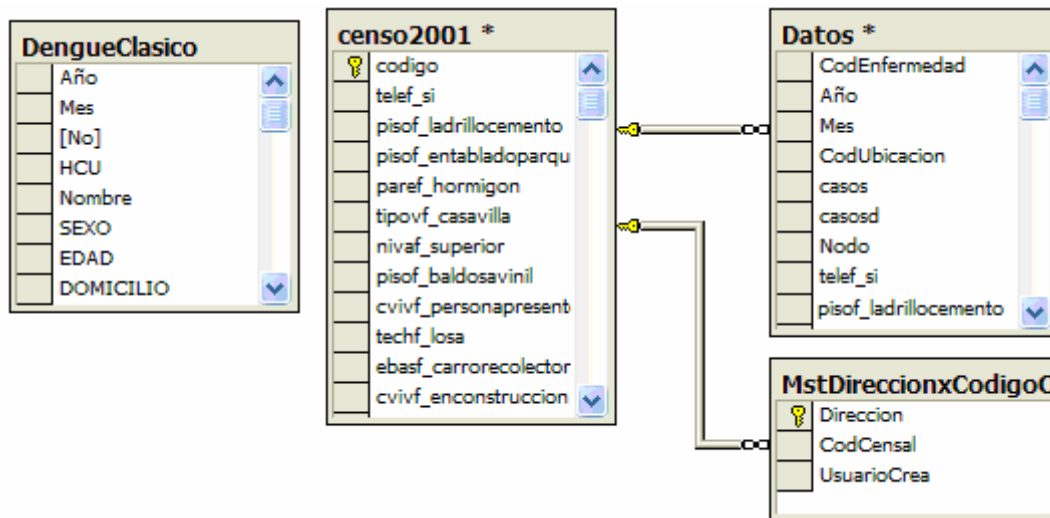 DengueClasico
Año
Mes
[No]
HCU
Nombre
SEXO
EDAD
DOMICILIO
censo2001 *
codigo
telef_si
pisof_ladrillocemento
pisof_entabladoparqu
paref_hormigon
tipovf_casavilla
nivaf_superior
pisof_baldosavinil
cvivf_personapresent
techf_losa
ebasf_carrorecolector
cvivf_enconstruccion
Datos *
CodEnfermedad
Año
Mes
CodUbicacion
casos
casosd
Nodo
telef_si
pisof_ladrillocemento
MstDireccionxCodigoC
Direccion
CodCensal
UsuarioCrea